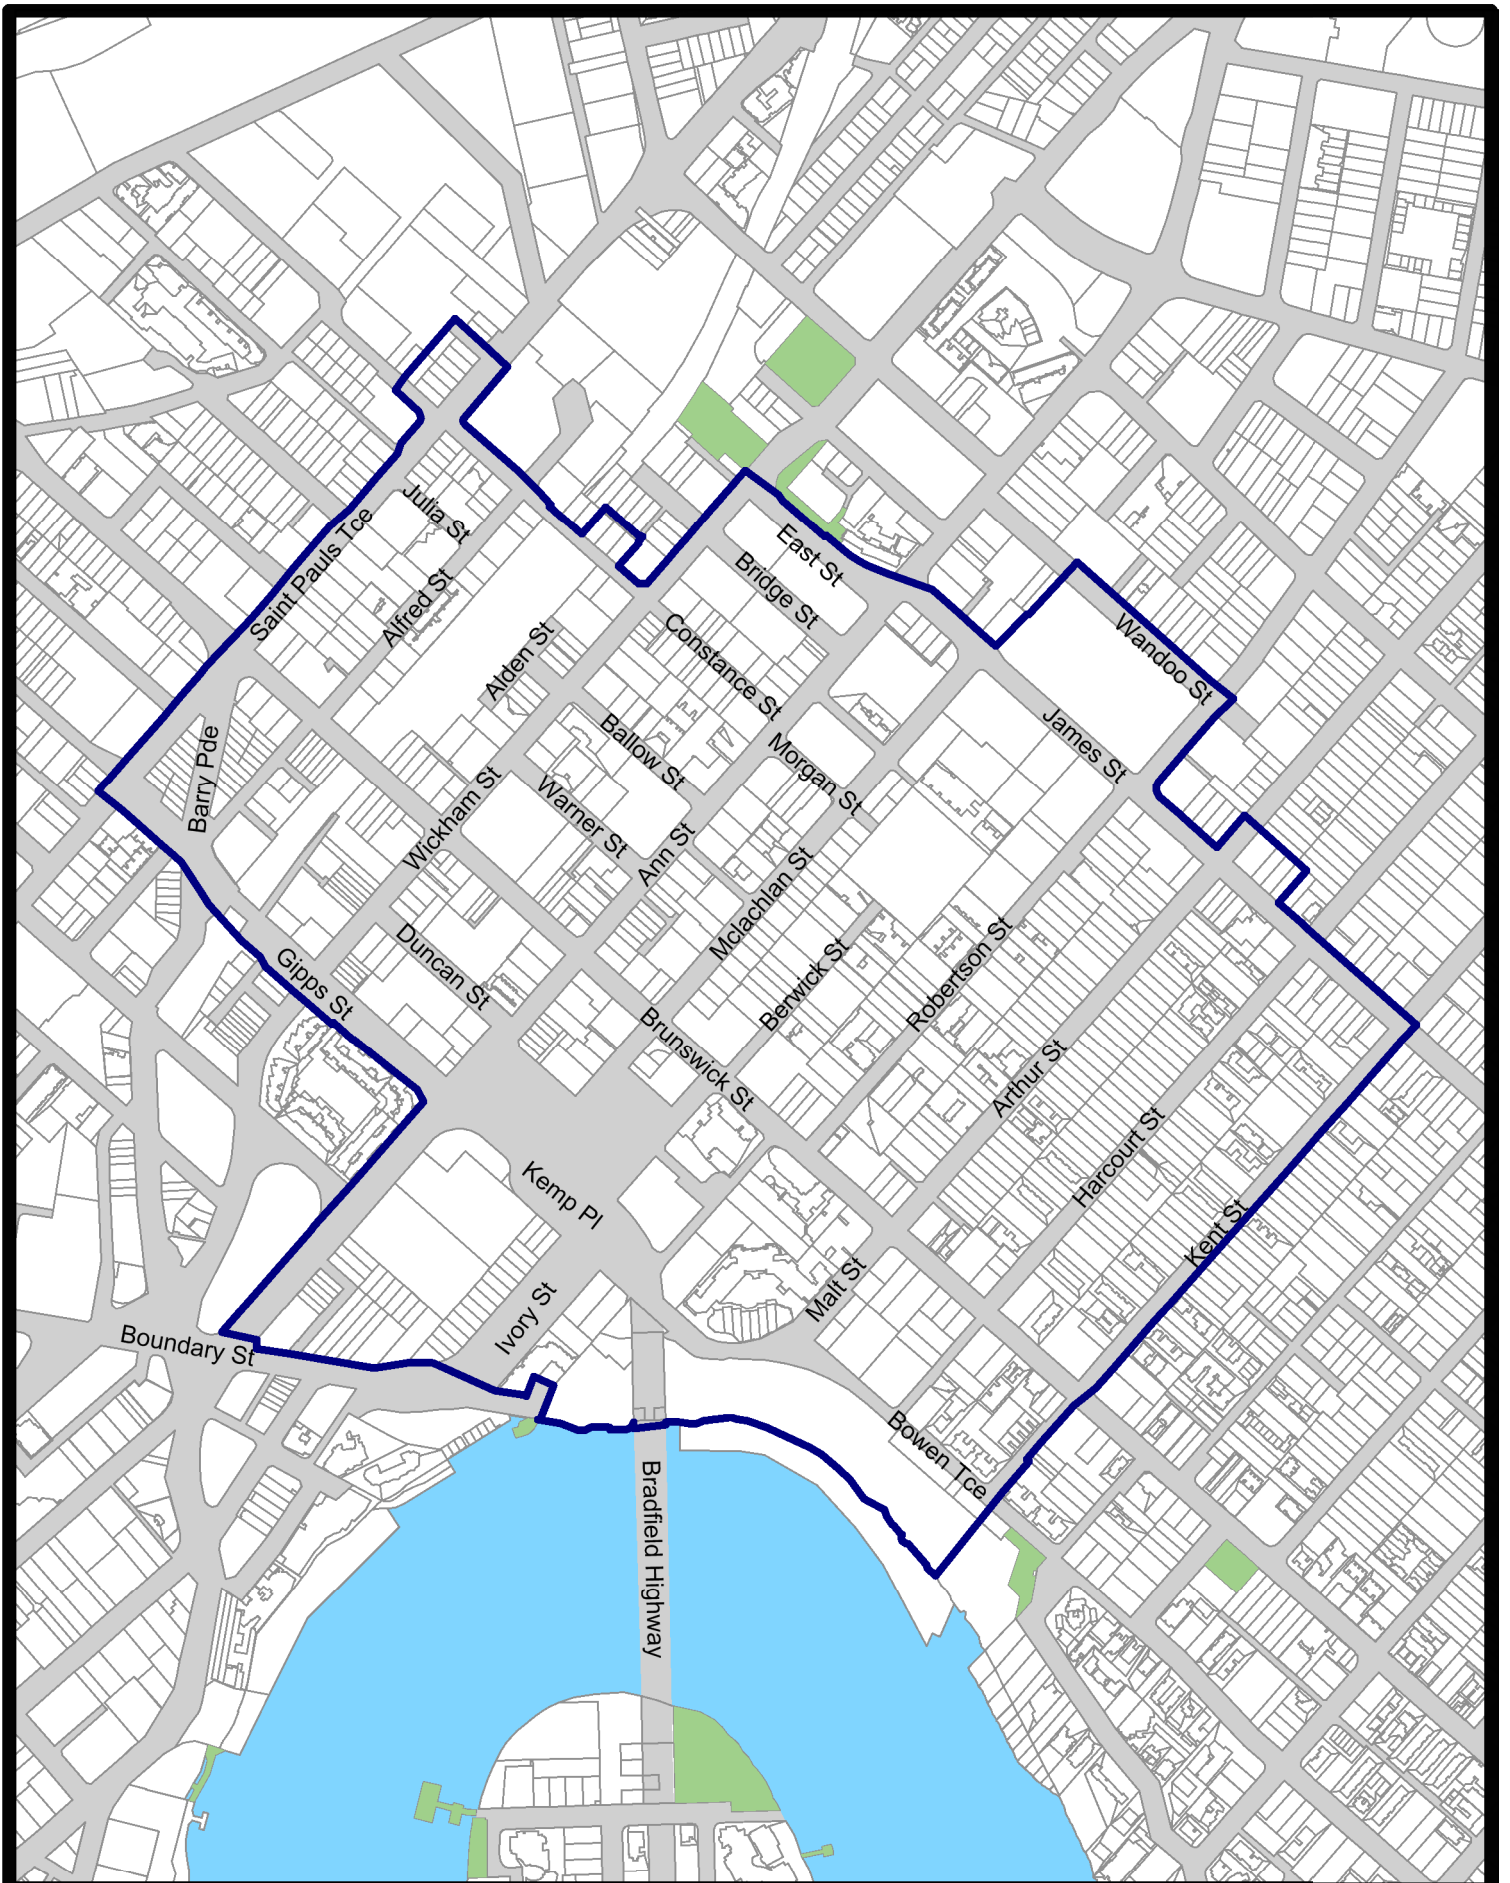 Julia St
Saint Pauls Tce
East St
Bridge St
Alfred St
Constance St
Wandoo St
Alden St
James St
Ballow St
Barry Pde
Morgan St
Wickham St
Warner St
Ann St
Mclachlan St
Duncan St
Gipps St
Berwick St
Robertson St
Brunswick St
Arthur St
Harcourt St
Kemp Pl
Kent St
Malt St
Ivory St
Boundary St
Bowen Tce
Bradfield Highway